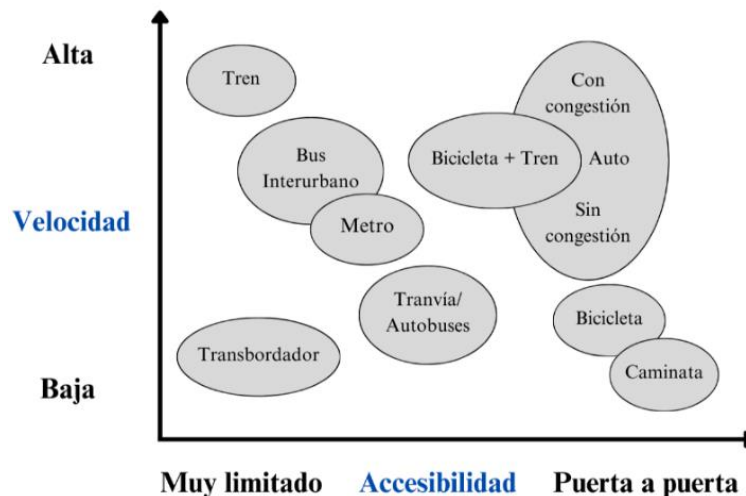 Alta
Velocidad
Baja
Tren
Bus
Interurbano
Metro
Bicicleta + Tren
Con
congestión
Auto
Sin
congestión
Tranvía/
Autobuses
Transbordador
Bicicleta
Caminata
Muy limitado
Accesibilidad
Puerta a puerta